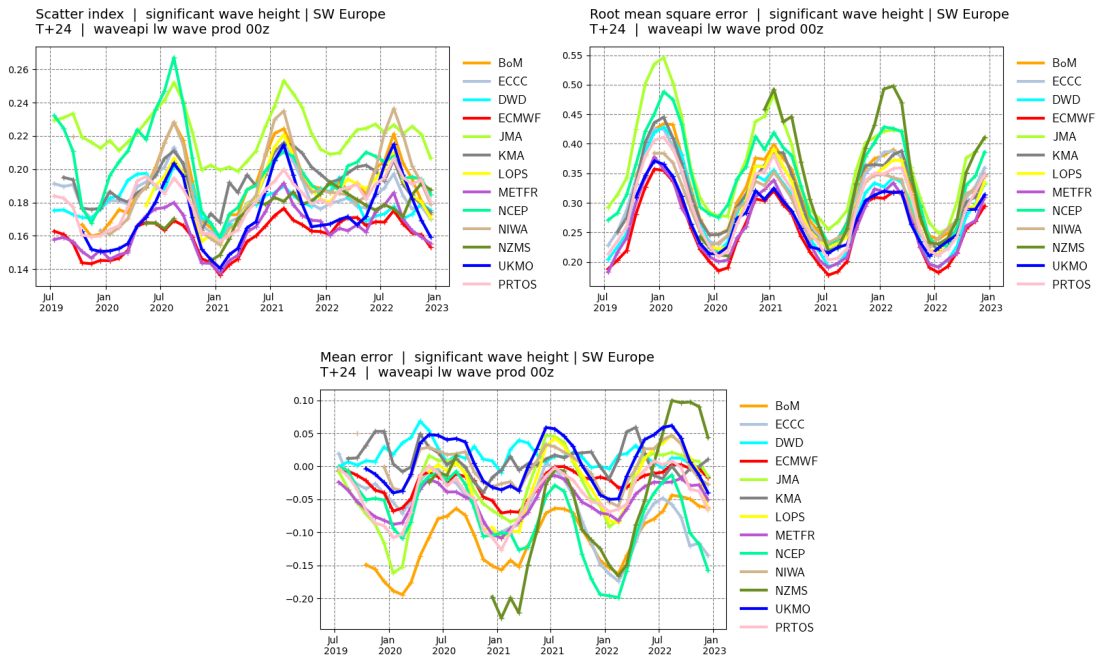 Scatter index | significant wave height | SW Europe
T+24 | waveapi lw wave prod 00z
0.26
0.24
0.22
0.20
0.18
0.16
0.14
Jul 2019
Jan 2020
Jul 2020
Jan 2021
Jul 2021
Jan 2022
Jul 2022
Jan 2023
BoM
ECCC
DWD
ECMWF
JMA
KMA
LOPS
METFR
NCEP
NIWA
NZMS
UKMO
PRTOS
Root mean square error | significant wave height | SW Europe
T+24 | waveapi lw wave prod 00z
0.55
0.50
0.45
0.40
0.35
0.30
0.25
0.20
Jul 2019
Jan 2020
Jul 2020
Jan 2021
Jul 2021
Jan 2022
Jul 2022
Jan 2023
BoM
ECCC
DWD
ECMWF
JMA
KMA
LOPS
METFR
NCEP
NIWA
NZMS
UKMO
PRTOS
Mean error | significant wave height | SW Europe
T+24 | waveapi lw wave prod 00z
0.10
0.05
0.00
−0.05
−0.10
−0.15
−0.20
Jul 2019
Jan 2020
Jul 2020
Jan 2021
Jul 2021
Jan 2022
Jul 2022
Jan 2023
BoM
ECCC
DWD
ECMWF
JMA
KMA
LOPS
METFR
NCEP
NIWA
NZMS
UKMO
PRTOS